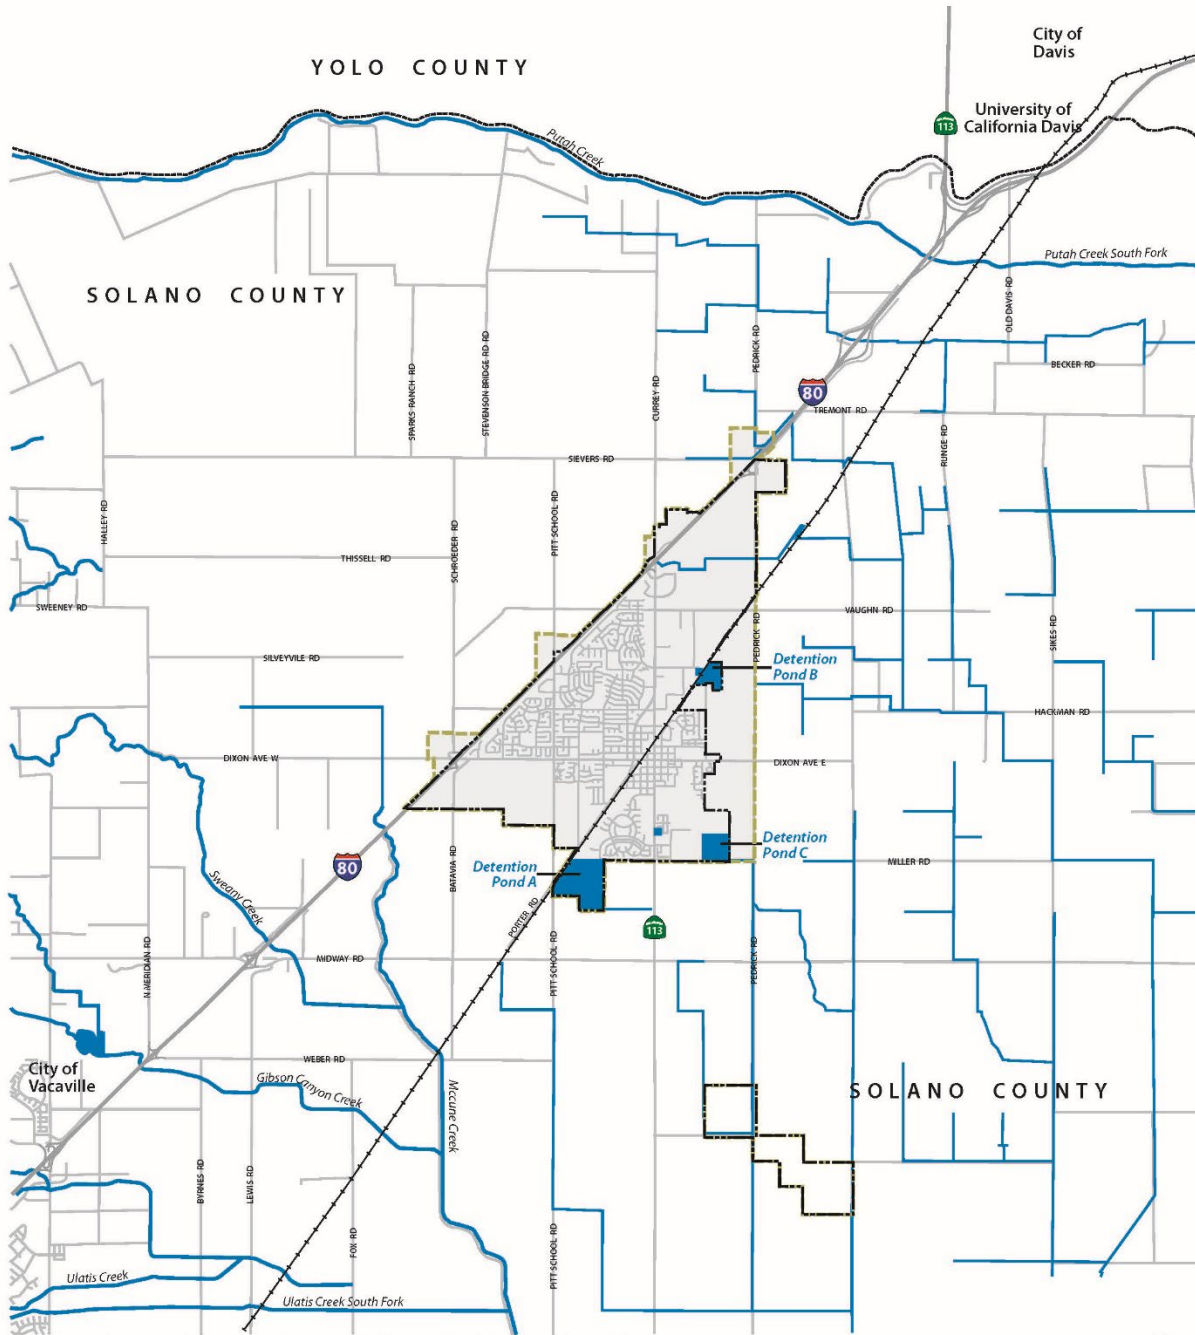 City of
Davis
YOLO COUNTY
University of
California Davis
113
Putah Creek
Putah Creek South Fork
SOLANO COUNTY
OLD DAVIS RD
PEDRICK RD
STEVENSON BRIDGE RD RD
SPARKS RANCH RD
CURREY RD
BECKER RD
80
TREMONT RD
RUNGE RD
SIEVERS RD
HALLEY RD
PITT SCHOOL RD
SCHROEDER RD
THISSELL RD
SWEENEY RD
VAUGHN RD
SIKES RD
PEDRICK RD
SILVEYVILE RD
Detention
Pond B
HACKMAN RD
DIXON AVE W
DIXON AVE E
Detention
Pond C
MILLER RD
80
Detention
Pond A
BATAVIA RD
Sweany Creek
PORTER RD
113
N MERIDIAN RD
MIDWAY RD
PITT SCHOOL RD
PEDRICK RD
WEBER RD
City of
Vacaville
Gibson Canyon Creek
Mccune Creek
SOLANO COUNTY
BYRNES RD
LEWIS RD
FOX RD
PITT SCHOOL RD
Ulatis Creek
Ulatis Creek South Fork